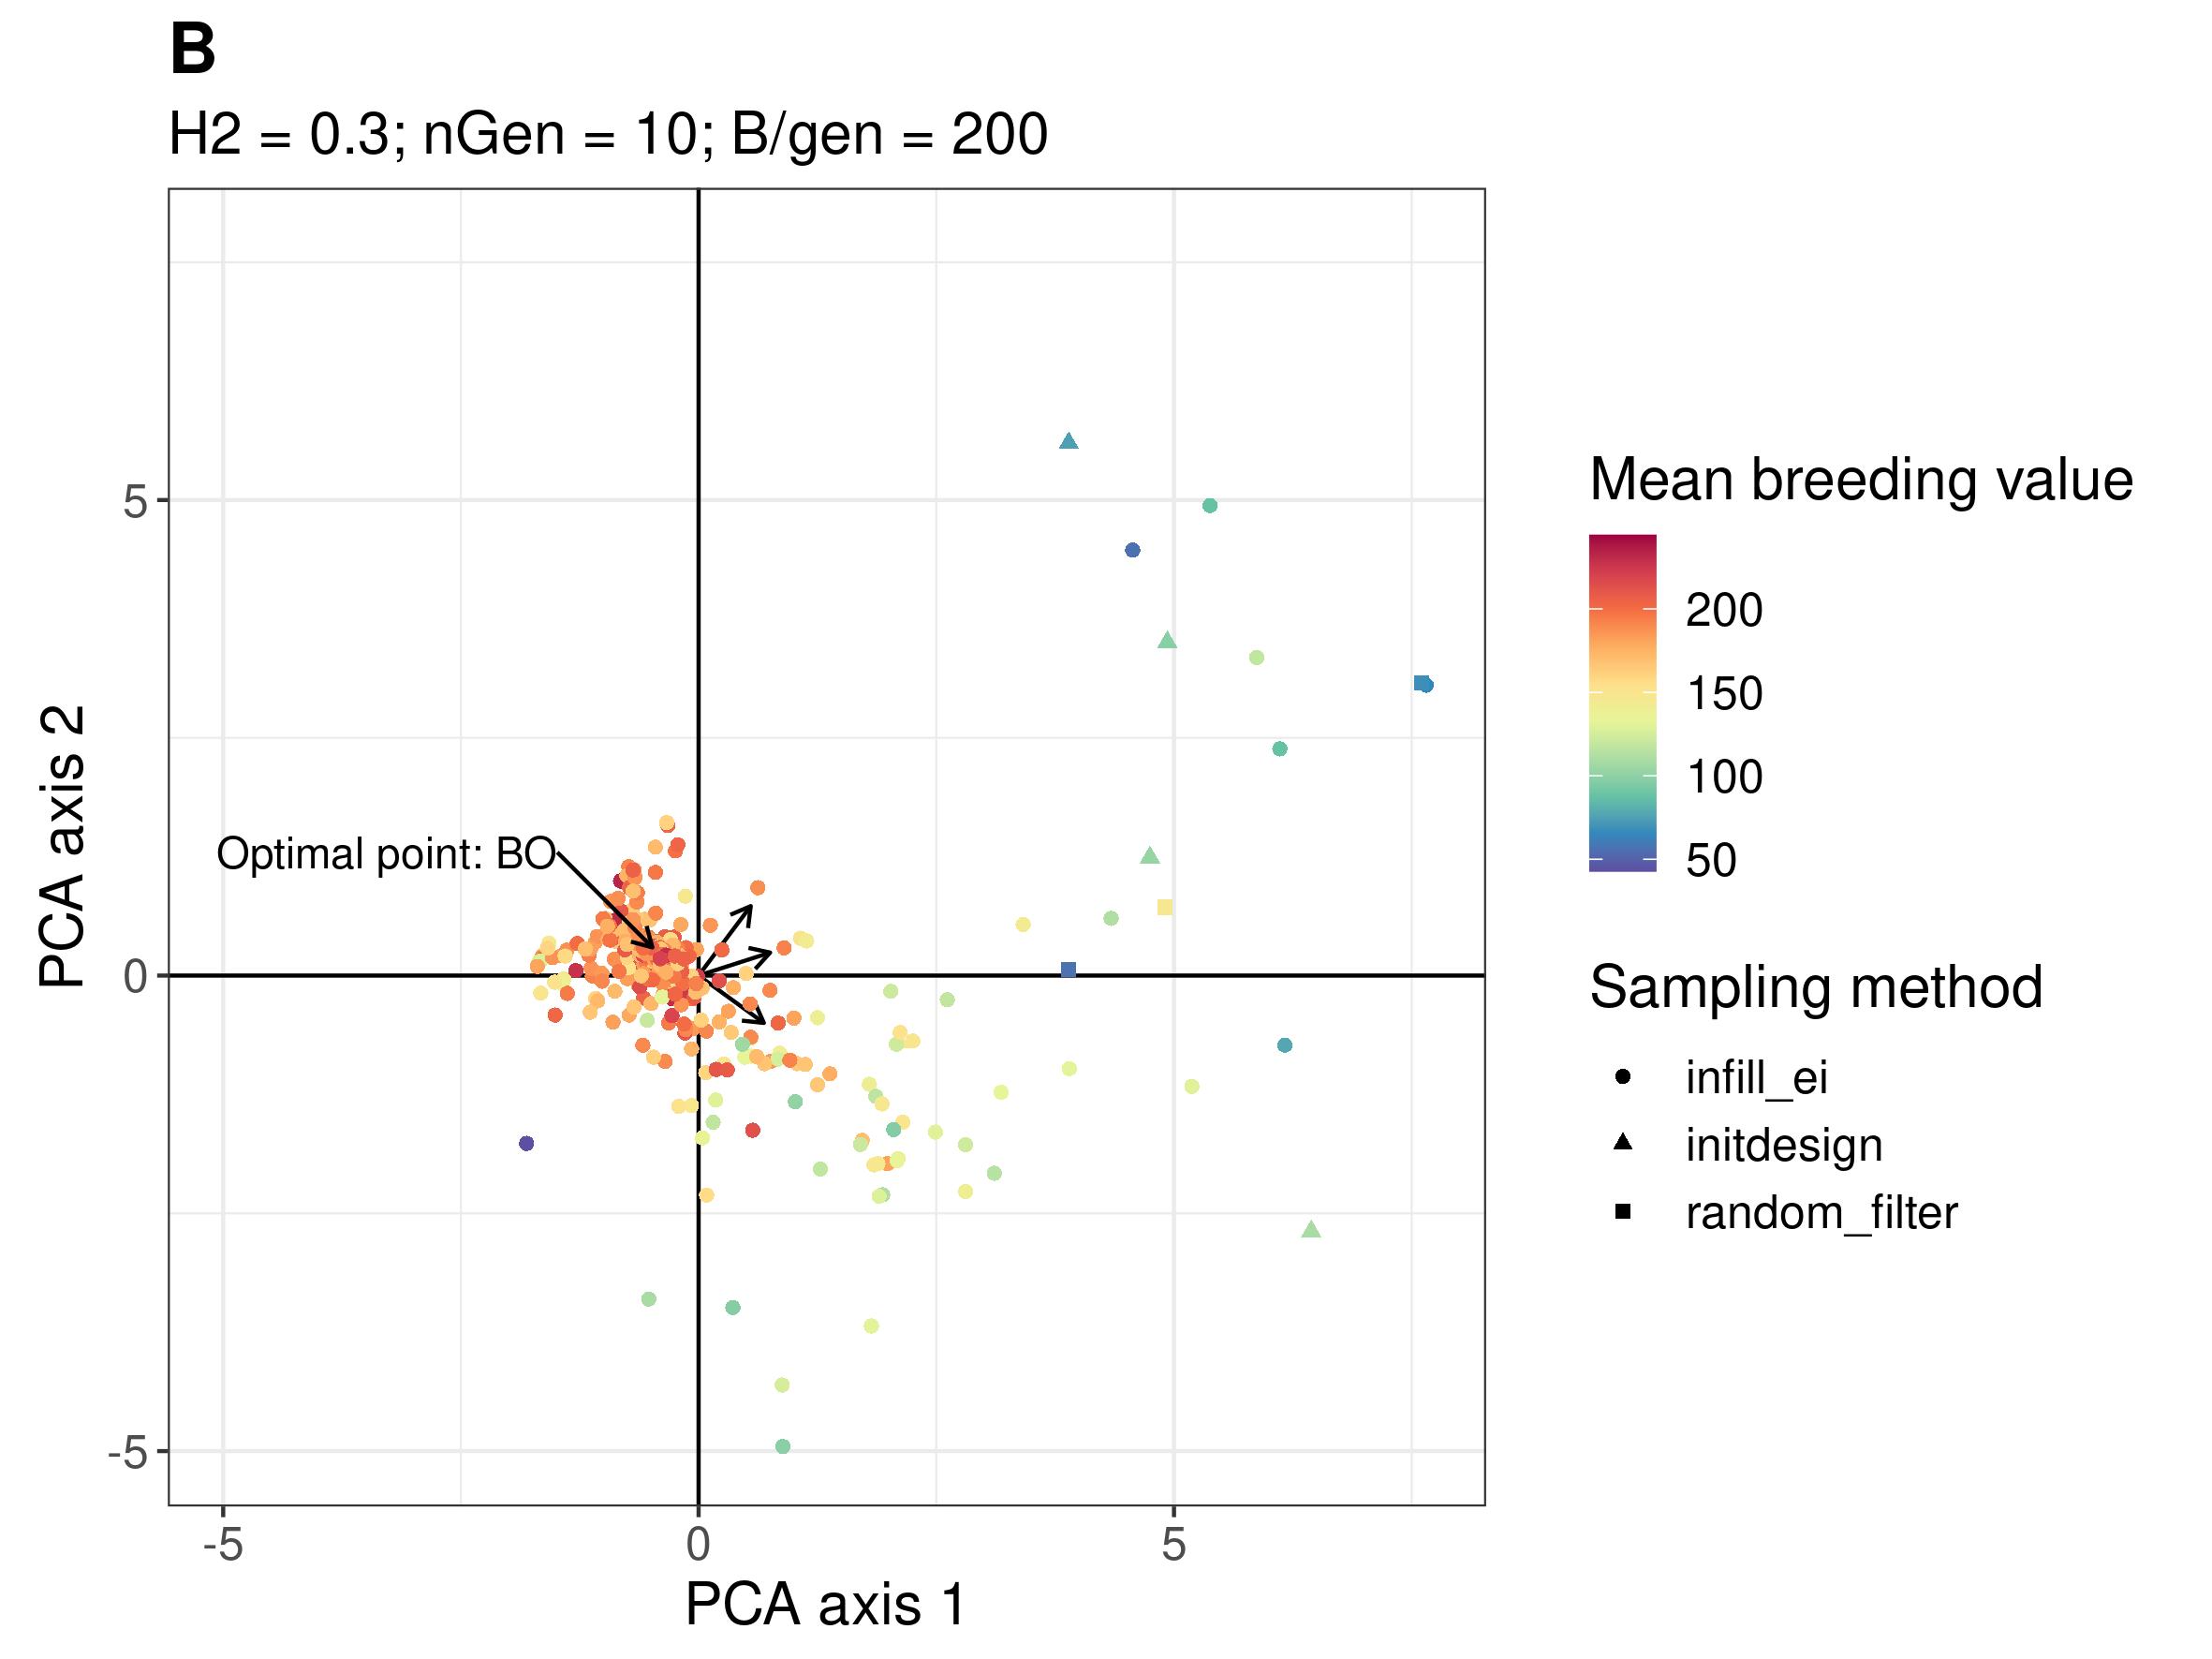 B
H2 = 0.3; nGen = 10; B/gen = 200
PCA axis 2
5
0
-5
Optimal point: BO
-5
0
5
PCA axis 1
Mean breeding value
200
150
100
50
Sampling method
infill_ei
initdesign
random_filter